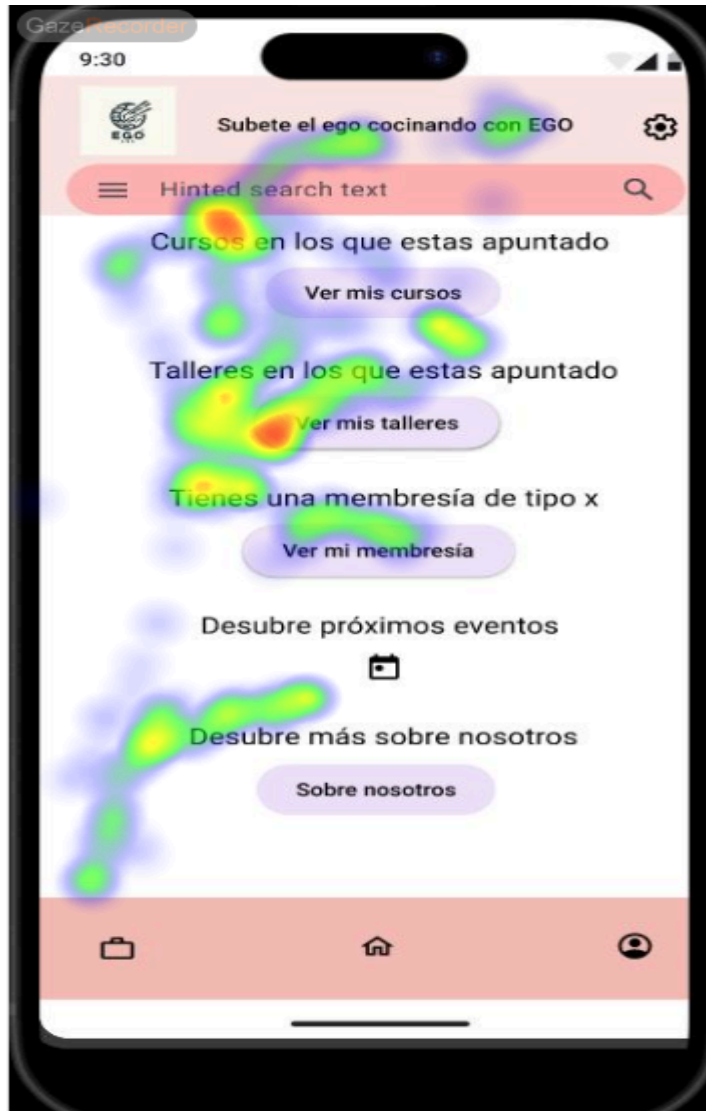 GazeRecorder
9:30
EGO
Subete el ego cocinando con EGO
Hinted search text
Cursos en los que estas apuntado
Ver mis cursos
Talleres en los que estas apuntado
Ver mis talleres
Tienes una membresía de tipo x
Ver mi membresía
Desubre próximos eventos
Desubre más sobre nosotros
Sobre nosotros